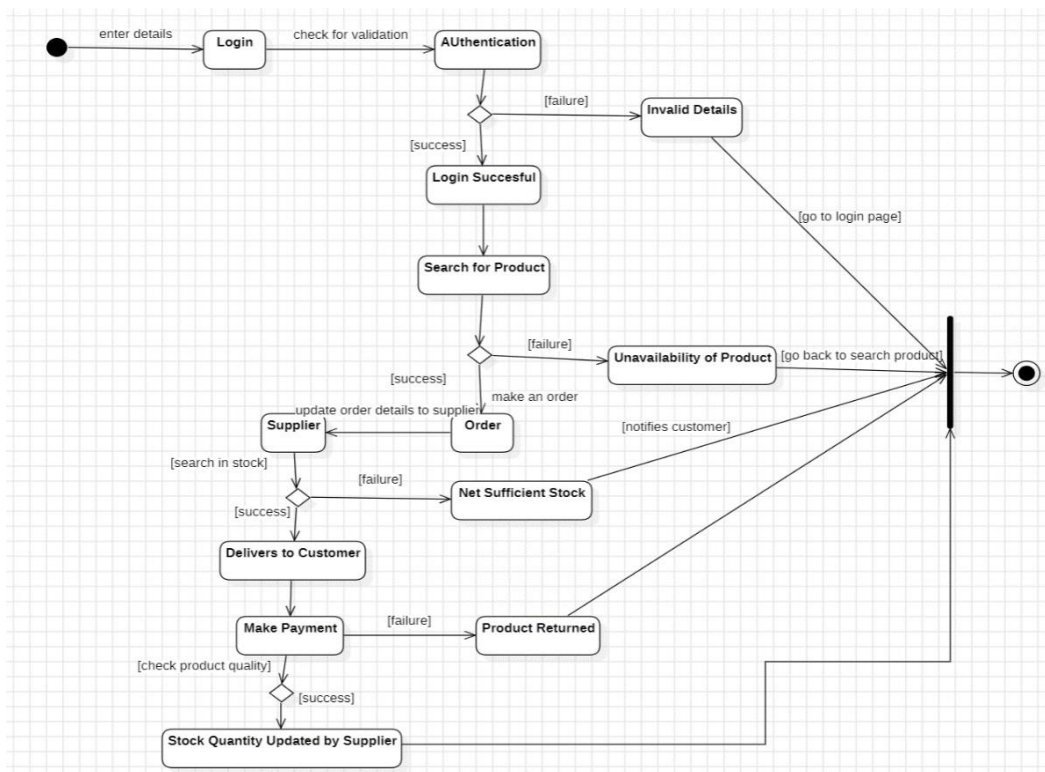 enter details
Login
check for validation
AUthentication
[failure]
Invalid Details
[success]
Login Succesful
[go to login page]
Search for Product
[failure]
Unavailability of Product
[go back to search product]
[success]
make an order
update order details to supplier
Supplier
Order
[notifies customer]
[search in stock]
[failure]
Net Sufficient Stock
[success]
Delivers to Customer
Make Payment
[failure]
Product Returned
[check product quality]
[success]
Stock Quantity Updated by Supplier